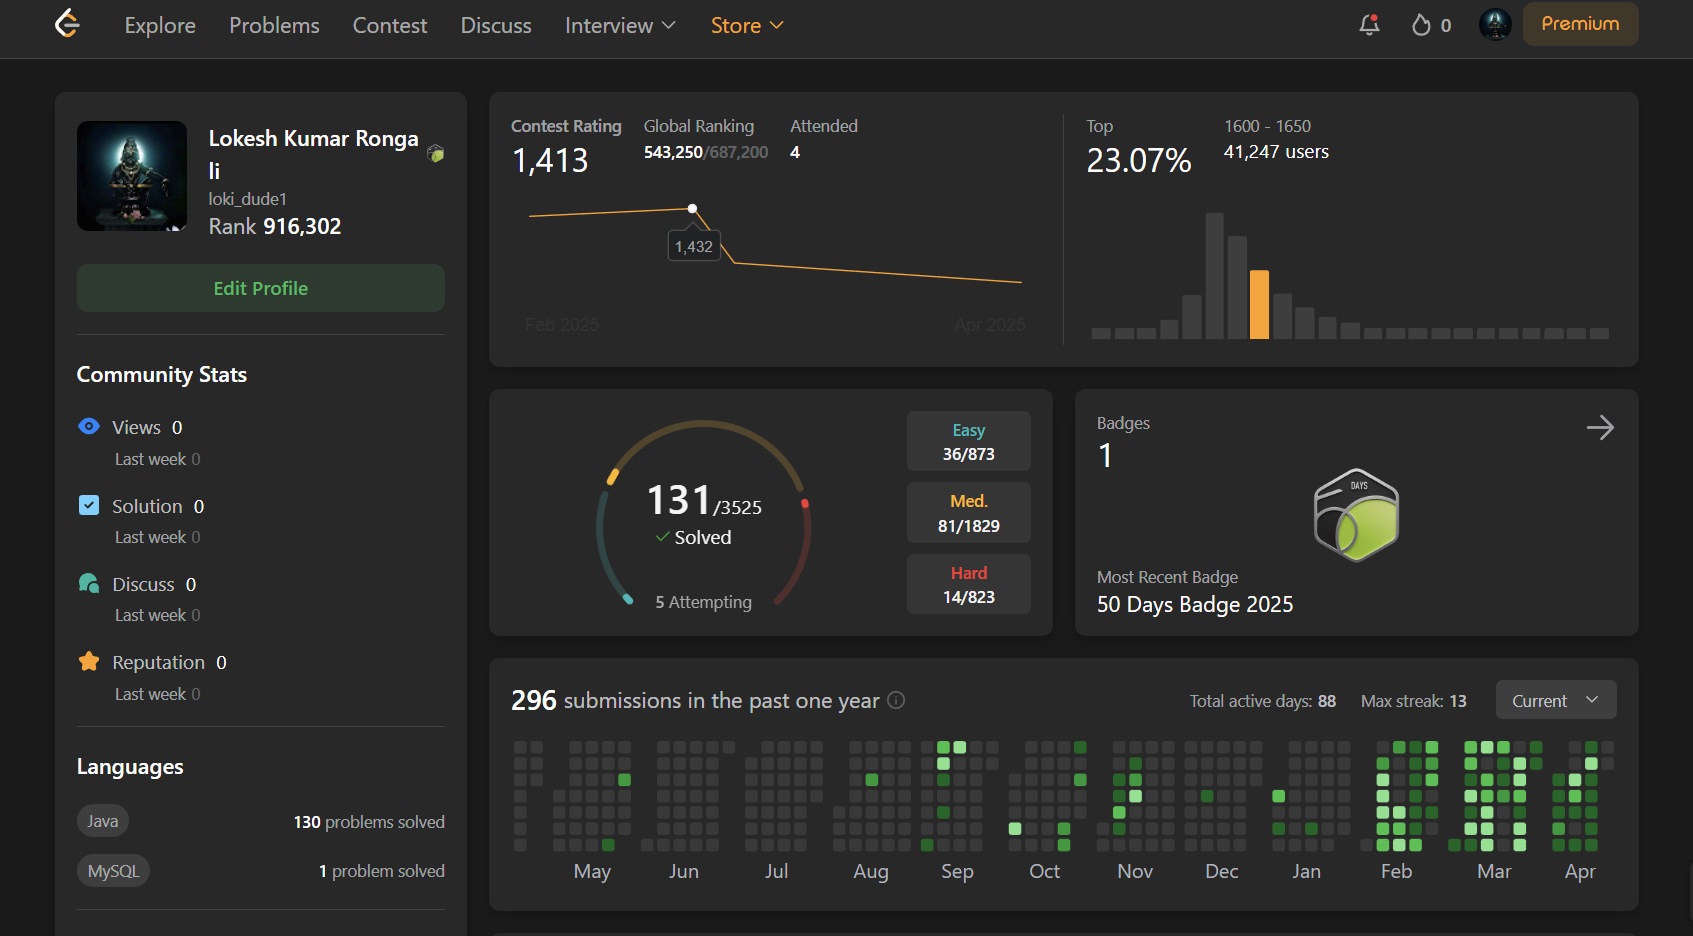 Explore Problems Contest Discuss Interview Store 0 Premium
Lokesh Kumar Ronga
li
loki_dude1
Rank 916,302
Edit Profile
Community Stats
Views 0
Last week 0
Solution 0
Last week 0
Discuss 0
Last week 0
Reputation 0
Last week 0
Languages
Java 130 problems solved
MySQL 1 problem solved
Contest Rating
1,413
Global Ranking
543,250/687,200
Attended
4
1,432
Feb 2025 Apr 2025
Top
23.07%
1600 - 1650
41,247 users
131/3525
Solved
5 Attempting
Easy
36/873
Med.
81/1829
Hard
14/823
Badges
1
DAYS
Most Recent Badge
50 Days Badge 2025
296 submissions in the past one year
Total active days: 88 Max streak: 13 Current
May Jun Jul Aug Sep Oct Nov Dec Jan Feb Mar Apr